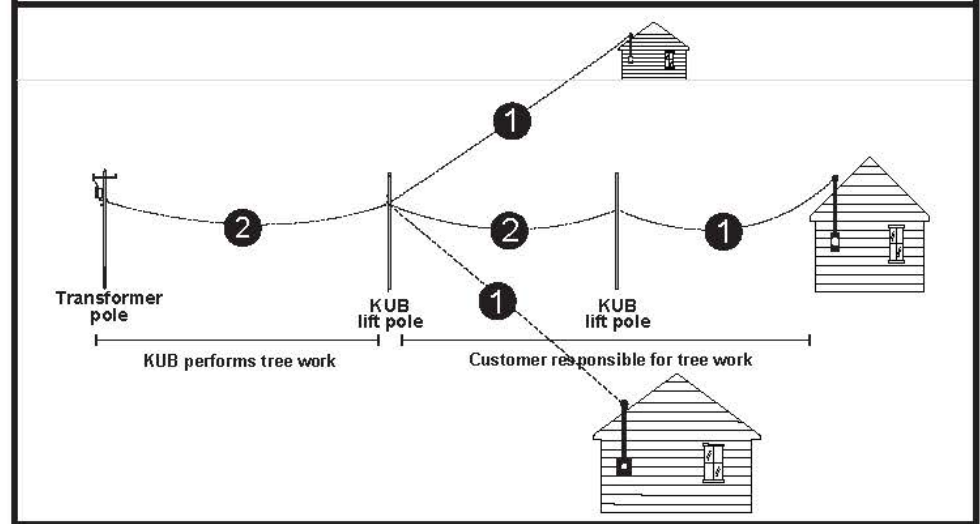 1
2
2
1
1
Transformer
pole
KUB
lift pole
KUB
lift pole
KUB performs tree work
Customer responsible for tree work